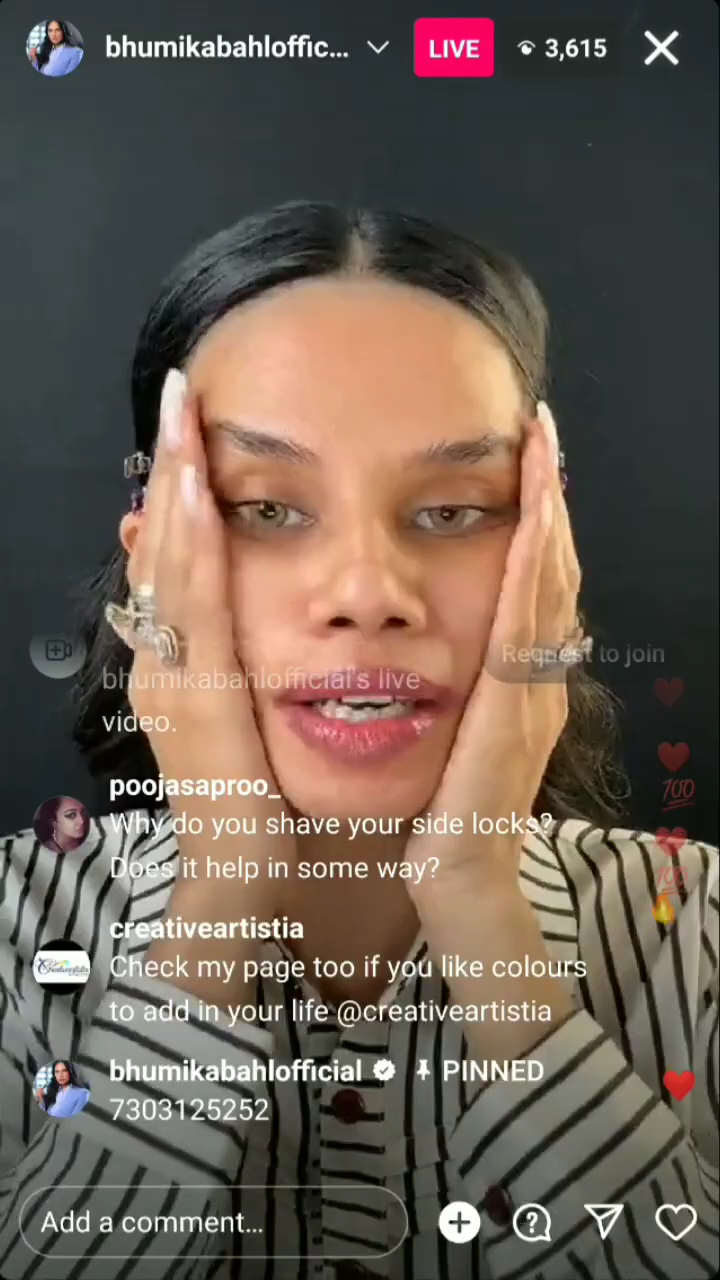 bhumikabahloffic...
LIVE
3,615
Request to join
bhumikabahlofficial's live
video.
poojasaproo_
Why do you shave your side locks?
Does it help in some way?
creativeartistia
Check my page too if you like colours
to add in your life @creativeartistia
bhumikabahlofficial PINNED
7303125252
Add a comment...